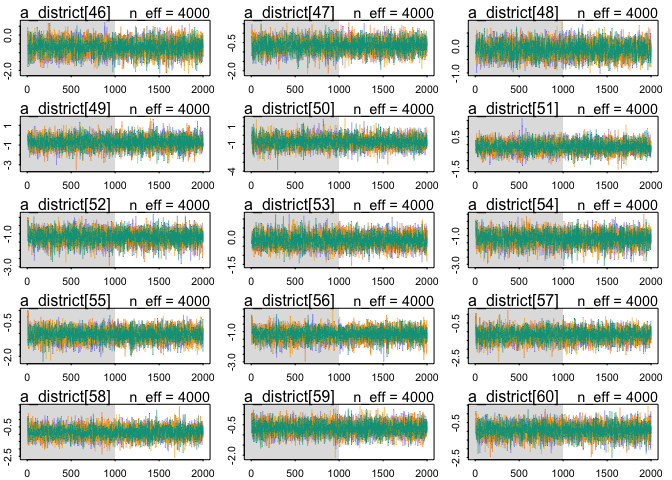 a_district[46] n_eff = 4000 a_district[47] n_eff = 4000 a_district[48] n_eff = 4000
0.0 -2.0
-0.5 -2.5
0.0 -1.0
0 500 1000 1500 2000 0 500 1000 1500 2000 0 500 1000 1500 2000
a_district[49] n_eff = 4000 a_district[50] n_eff = 4000 a_district[51] n_eff = 4000
1 -1 -3
1 -1 -4
0.5 -1.5
0 500 1000 1500 2000 0 500 1000 1500 2000 0 500 1000 1500 2000
a_district[52] n_eff = 4000 a_district[53] n_eff = 4000 a_district[54] n_eff = 4000
-1.0 -3.0
0.0 -1.5
-1.0 -3.0
0 500 1000 1500 2000 0 500 1000 1500 2000 0 500 1000 1500 2000
a_district[55] n_eff = 4000 a_district[56] n_eff = 4000 a_district[57] n_eff = 4000
-0.5 -2.0
-1.0 -3.0
-0.5 -2.5
0 500 1000 1500 2000 0 500 1000 1500 2000 0 500 1000 1500 2000
a_district[58] n_eff = 4000 a_district[59] n_eff = 4000 a_district[60] n_eff = 4000
-0.5 -2.5
-0.5 -2.0
-0.5 -2.5
0 500 1000 1500 2000 0 500 1000 1500 2000 0 500 1000 1500 2000